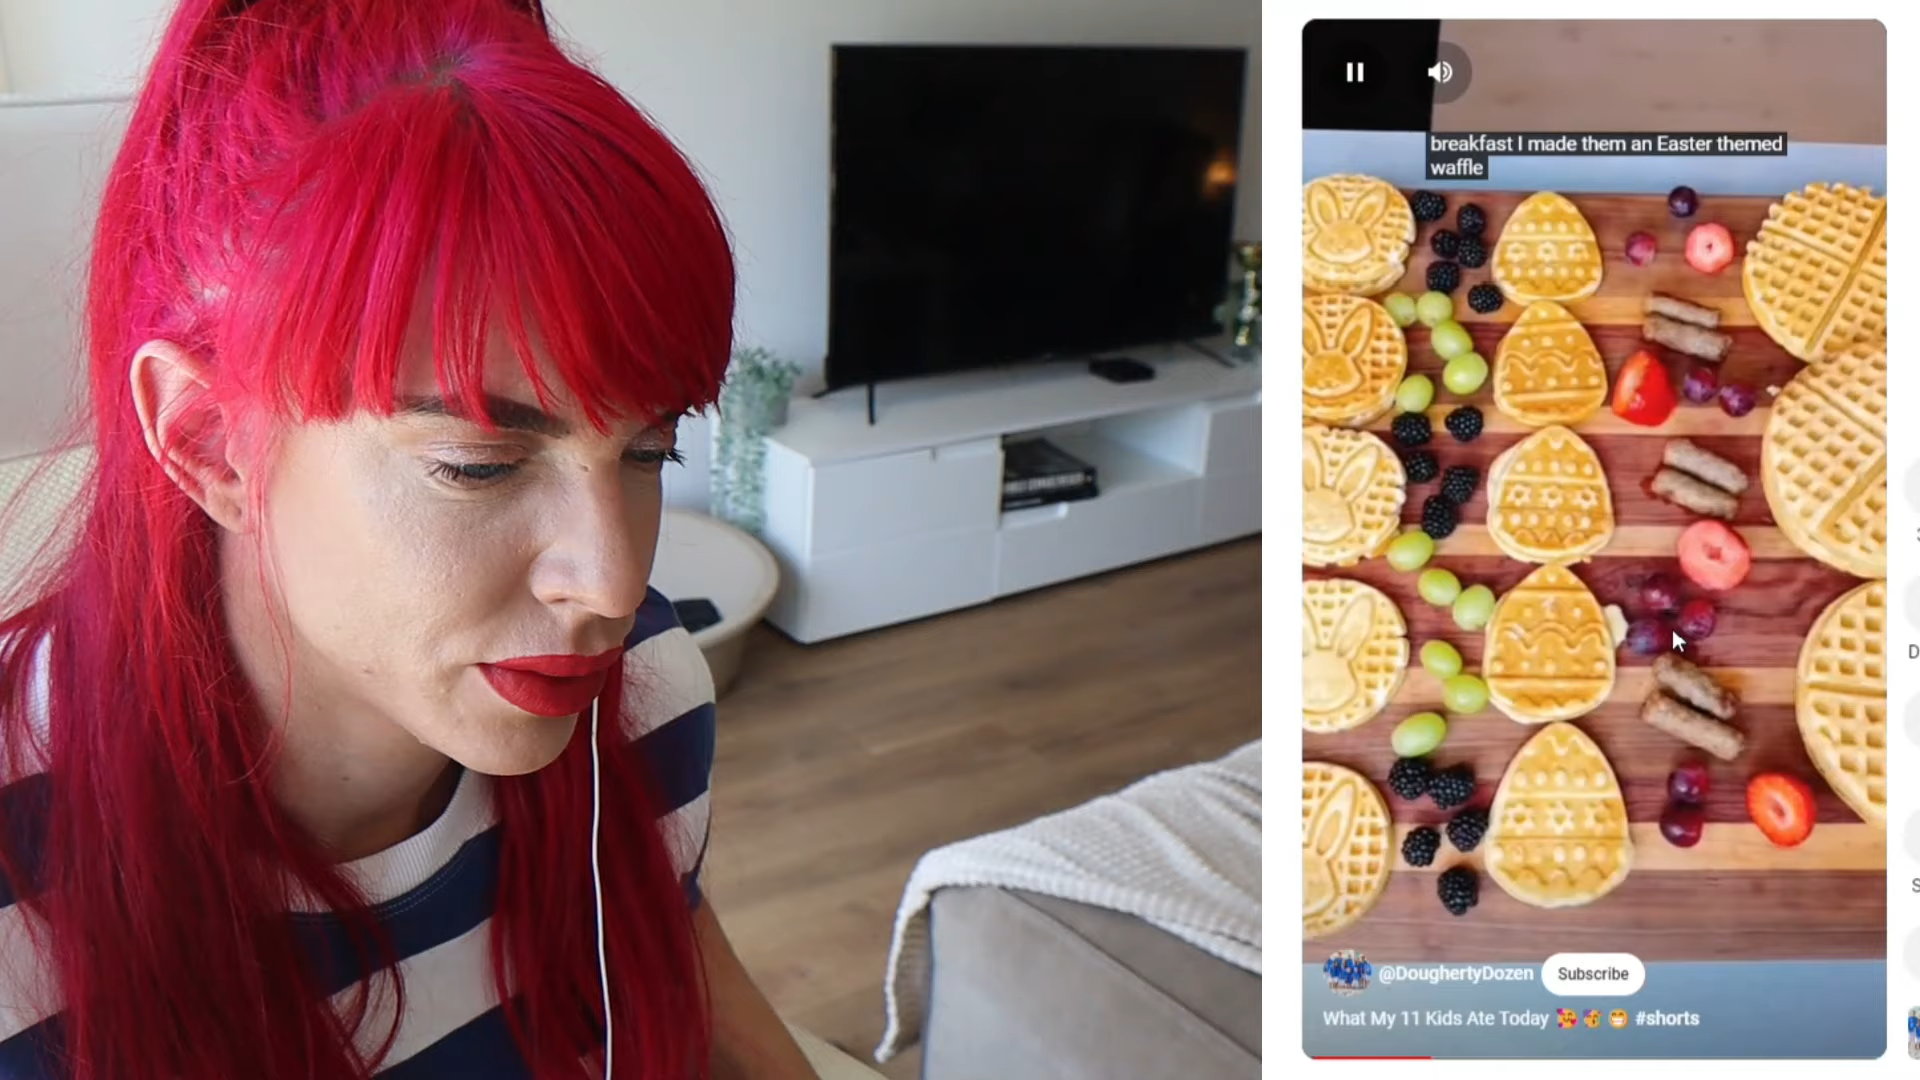 breakfast I made them an Easter themed
waffle
@DoughertyDozen
Subscribe
What My 11 Kids Ate Today 🥰 🥳 😁 #shorts